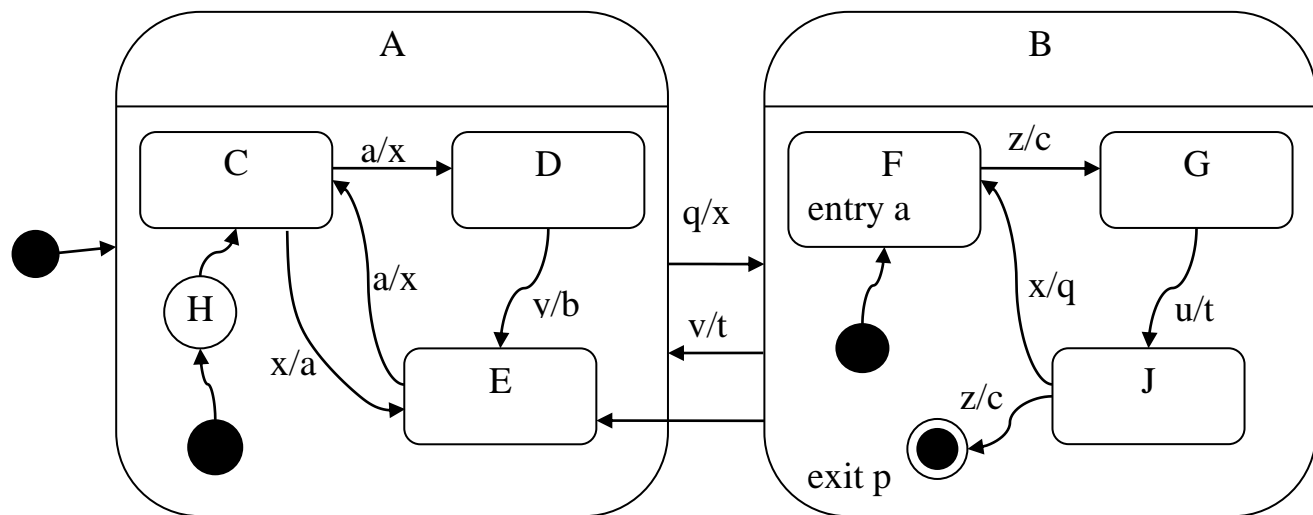 A
B
C
a/x
D
F
entry a
z/c
G
q/x
a/x
H
v/b
x/q
u/t
v/t
x/a
E
J
z/c
exit p